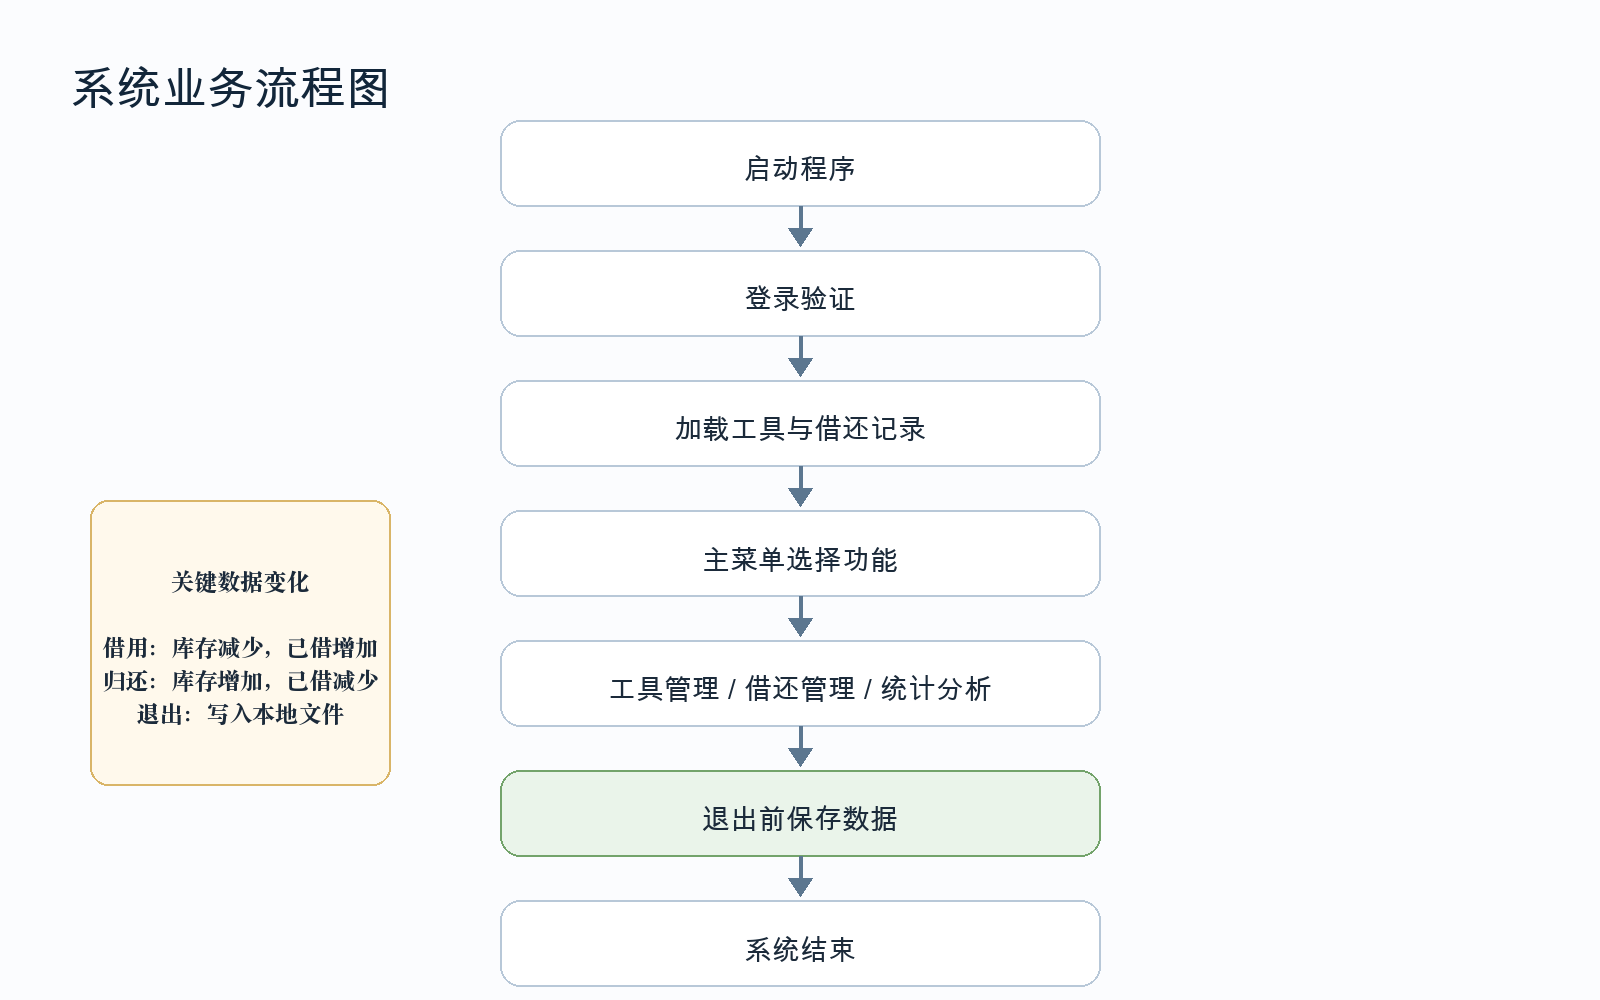 系统业务流程图
启动程序
登录验证
加载工具与借还记录
主菜单选择功能
工具管理 / 借还管理 / 统计分析
退出前保存数据
系统结束
关键数据变化
借用：库存减少，已借增加
归还：库存增加，已借减少
退出：写入本地文件